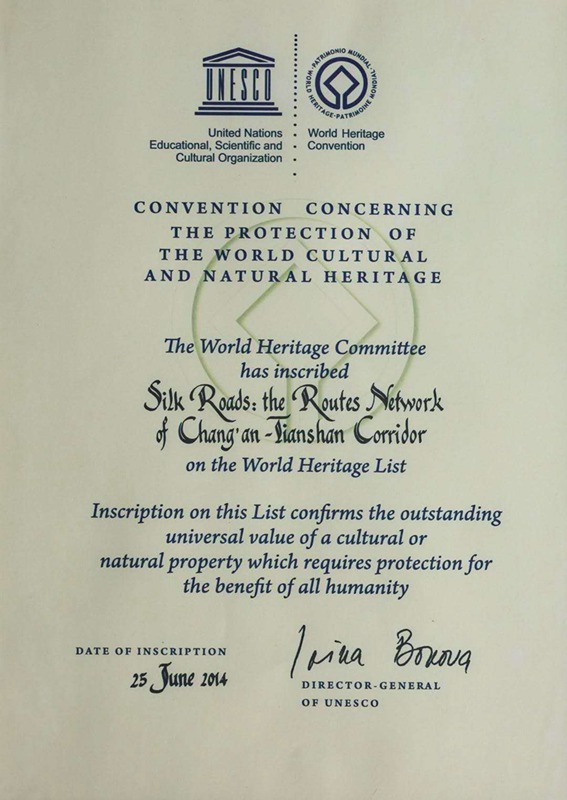 UNESCO
United Nations
Educational, Scientific and
Cultural Organization
PATRIMONIO MUNDIAL • WORLD HERITAGE • PATRIMOINE MONDIAL •
World Heritage
Convention
CONVENTION CONCERNING
THE PROTECTION OF
THE WORLD CULTURAL
AND NATURAL HERITAGE
The World Heritage Committee
has inscribed
Silk Roads: the Routes Network
of Chang'an-Tianshan Corridor
on the World Heritage List
Inscription on this List confirms the outstanding
universal value of a cultural or
natural property which requires protection for
the benefit of all humanity
DATE OF INSCRIPTION
25 June 2014
Irina Bokova
DIRECTOR-GENERAL
OF UNESCO